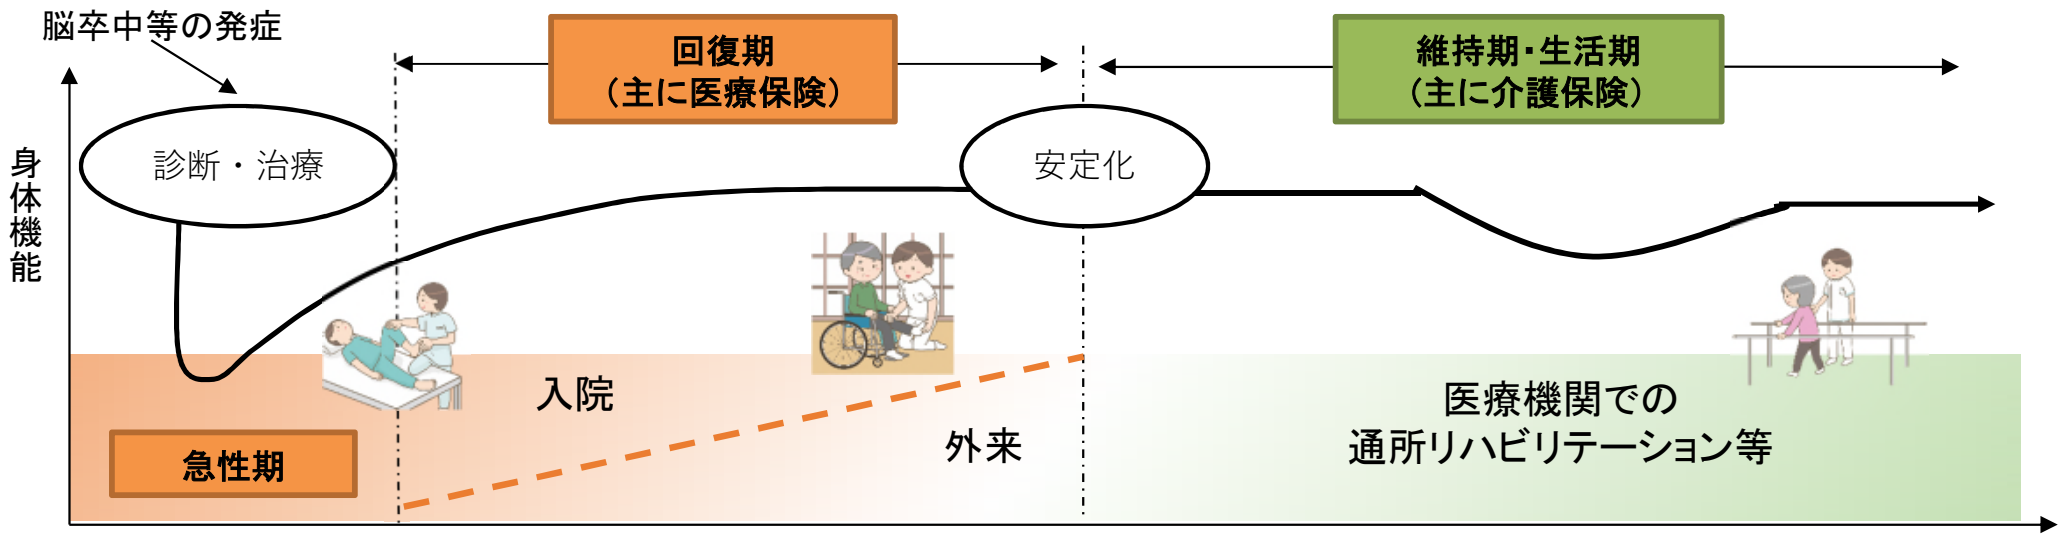 脳卒中等の発症
回復期
(主に医療保険)
維持期・生活期
(主に介護保険)
診断・治療
安定化
身体機能
入院
外来
急性期
医療機関での
通所リハビリテーション等